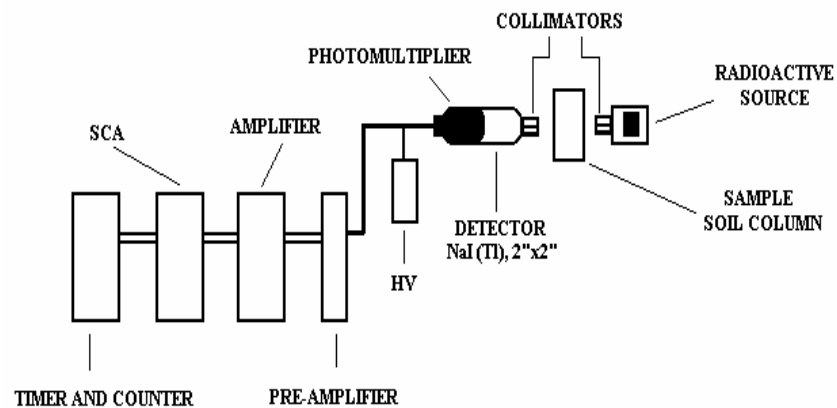 COLLIMATORS
PHOTOMULTIPLIER
RADIOACTIVE
SOURCE
AMPLIFIER
SCA
SAMPLE
SOIL COLUMN
DETECTOR
NaI (Tl), 2"x2"
HV
TIMER AND COUNTER
PRE-AMPLIFIER